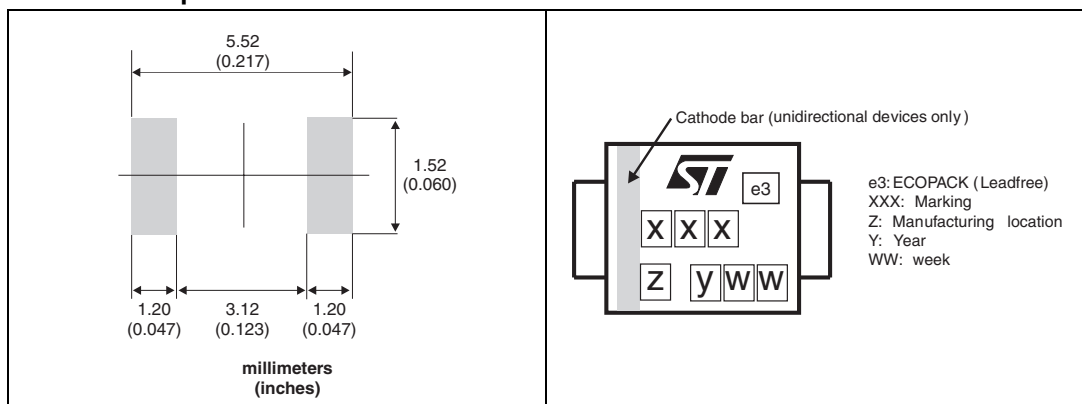 5.52
(0.217)
1.52
(0.060)
1.20
(0.047)
3.12
(0.123)
1.20
(0.047)
millimeters
(inches)
Cathode bar (unidirectional devices only)
ST
e3
x x x
z y w w
e3: ECOPACK (Leadfree)
XXX: Marking
Z: Manufacturing location
Y: Year
WW: week